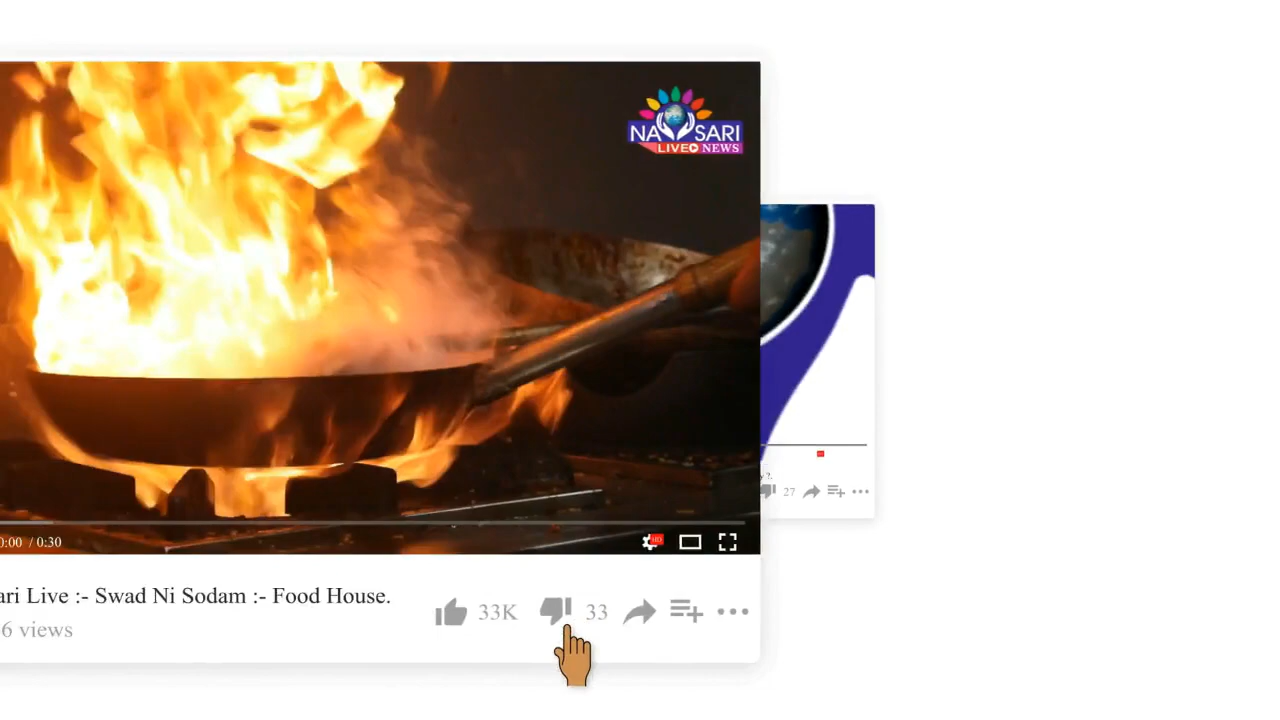 NAVSARI
LIVE NEWS
0:00 / 0:30
HD
ari Live :- Swad Ni Sodam :- Food House.
6 views
33K
33
y ?.
27